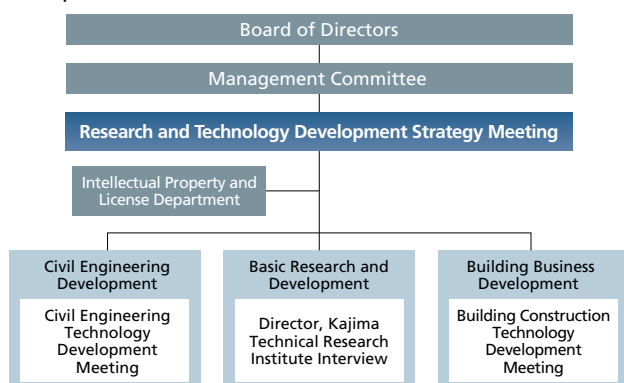 Board of Directors
Management Committee
Research and Technology Development Strategy Meeting
Intellectual Property and
License Department
Civil Engineering
Development
Civil Engineering
Technology
Development
Meeting
Basic Research and
Development
Director, Kajima
Technical Research
Institute Interview
Building Business
Development
Building Construction
Technology
Development
Meeting